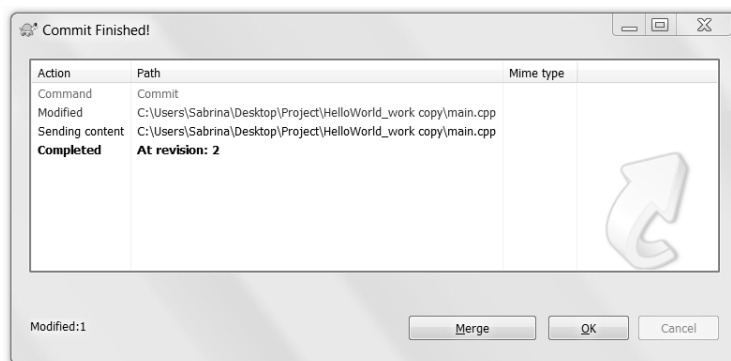 Commit Finished!
Action Path Mime type
Command Commit
Modified C:\Users\Sabrina\Desktop\Project\HelloWorld_work copy\main.cpp
Sending content C:\Users\Sabrina\Desktop\Project\HelloWorld_work copy\main.cpp
Completed At revision: 2
Modified:1 Merge OK Cancel